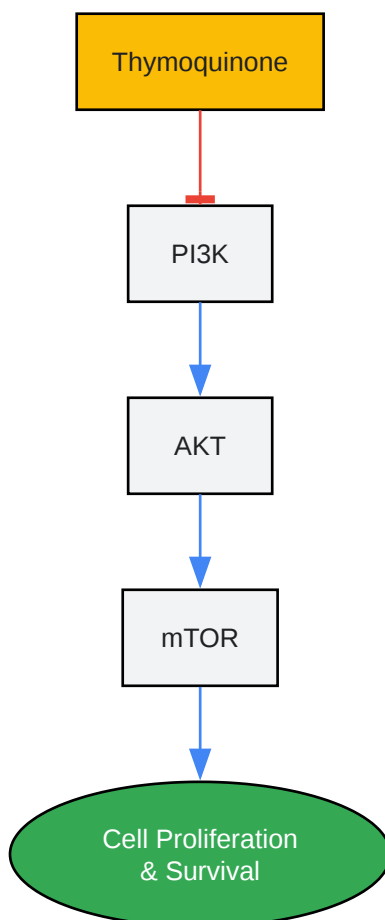 Thymoquinone
PI3K
AKT
mTOR
Cell Proliferation
& Survival